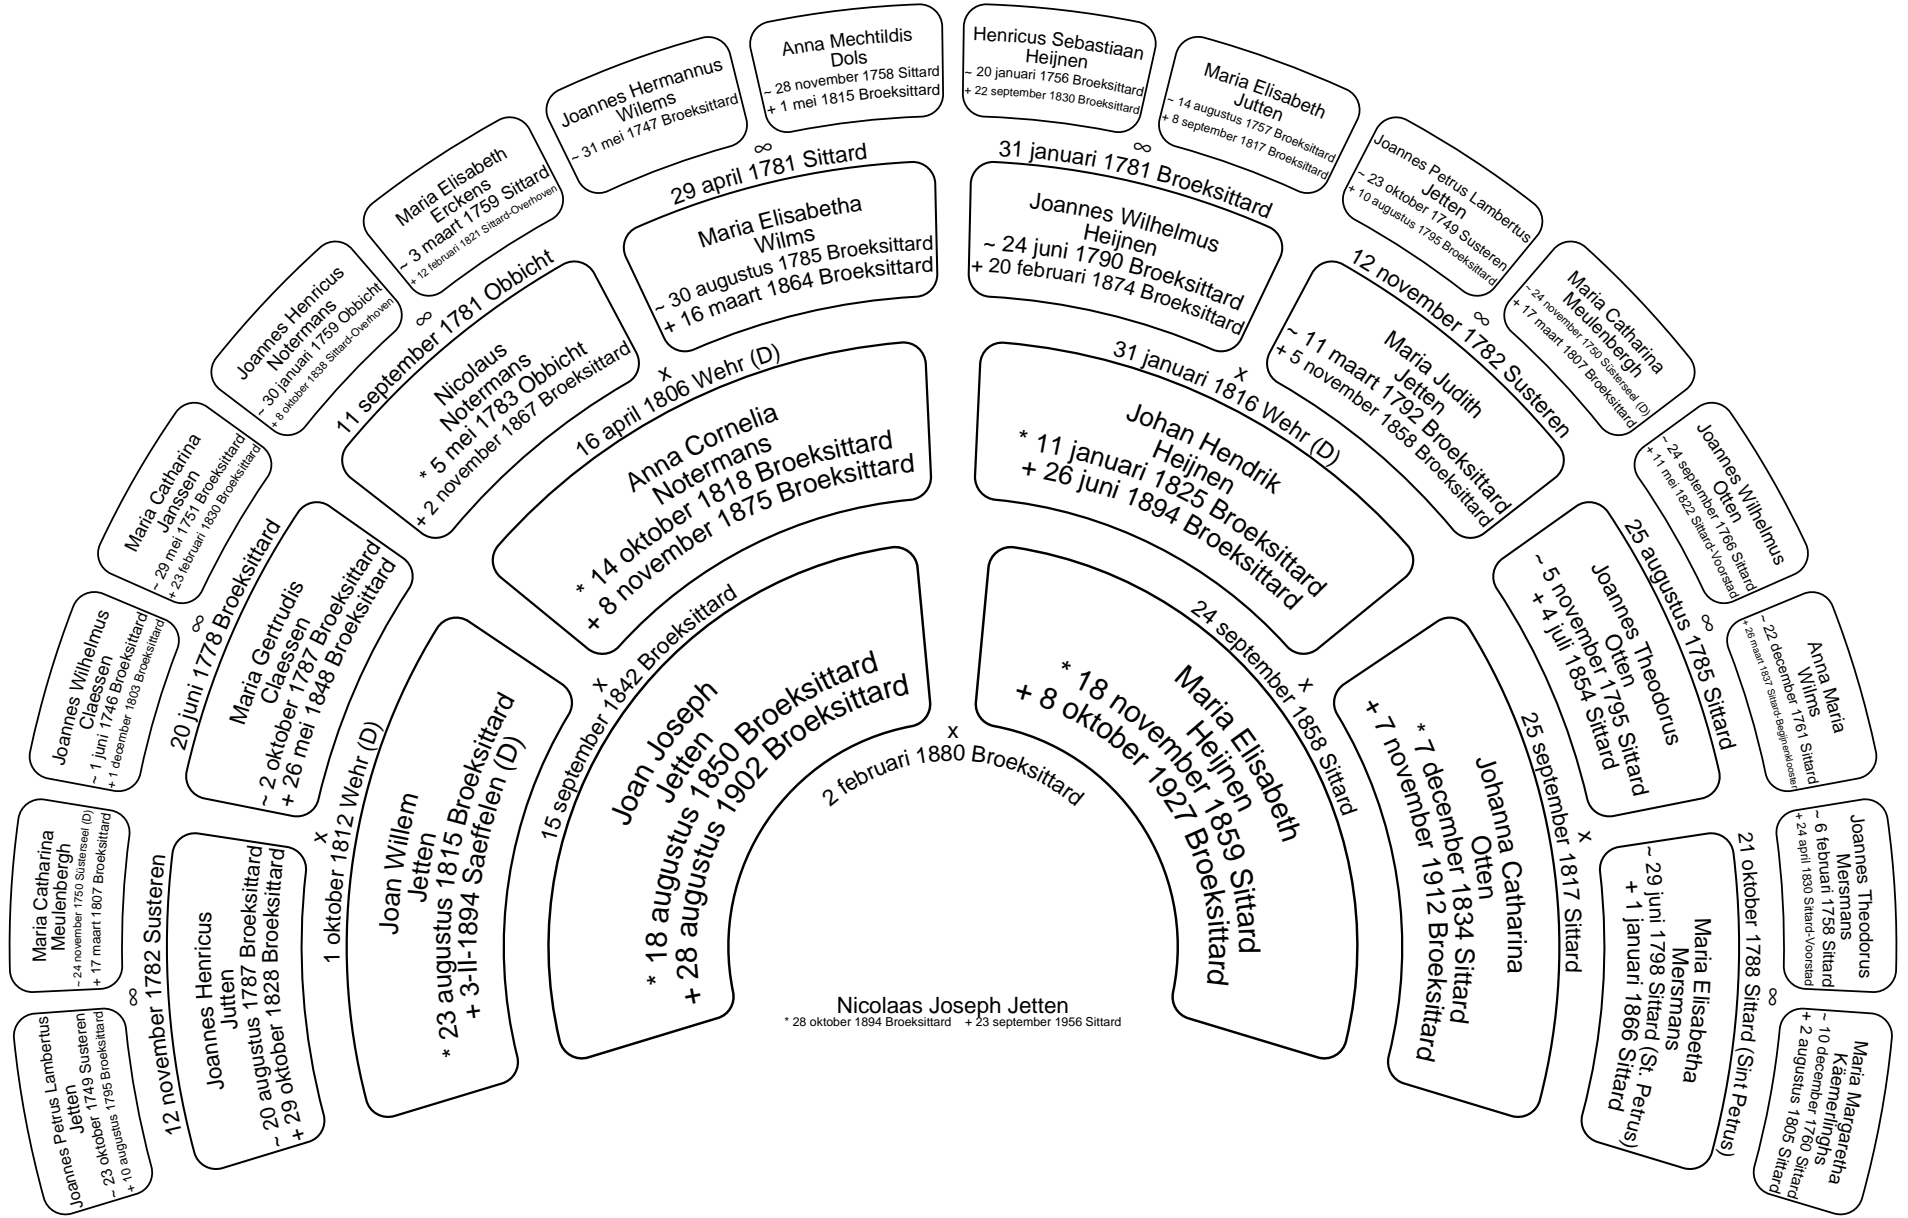 Nicolaas Joseph Jetten
* 28 oktober 1894 Broeksittard + 23 september 1956 Sittard
Joan Joseph
Jetten
* 18 augustus 1850 Broeksittard
+ 28 augustus 1902 Broeksittard
x
2 februari 1880 Broeksittard
Maria Elisabeth
Heijnen
* 18 november 1859 Sittard
+ 8 oktober 1927 Broeksittard
Joan Willem
Jetten
* 23 augustus 1815 Broeksittard
+ 3-II-1894 Saeffelen (D)
x
15 september 1842 Broeksittard
Anna Cornelia
Notermans
* 14 oktober 1818 Broeksittard
+ 8 november 1875 Broeksittard
Johan Hendrik
Heijnen
* 11 januari 1825 Broeksittard
+ 26 juni 1894 Broeksittard
x
24 september 1858 Sittard
Johanna Catharina
Otten
* 7 december 1834 Sittard
+ 7 november 1912 Broeksittard
Joannes Henricus
Jutten
~ 20 augustus 1787 Broeksittard
+ 29 oktober 1828 Broeksittard
x
1 oktober 1812 Wehr (D)
Maria Gertrudis
Claessen
~ 2 oktober 1787 Broeksittard
+ 26 mei 1848 Broeksittard
Nicolaus
Notermans
* 5 mei 1783 Obbicht
+ 2 november 1867 Broeksittard
x
16 april 1806 Wehr (D)
Maria Elisabetha
Wilms
~ 30 augustus 1785 Broeksittard
+ 16 maart 1864 Broeksittard
Joannes Wilhelmus
Heijnen
~ 24 juni 1790 Broeksittard
+ 20 februari 1874 Broeksittard
x
31 januari 1816 Wehr (D)
Maria Judith
Jetten
~ 11 maart 1792 Broeksittard
+ 5 november 1858 Broeksittard
Joannes Theodorus
Otten
~ 5 november 1795 Sittard
+ 4 juli 1854 Sittard
x
25 september 1817 Sittard
Maria Elisabetha
Mersmans
~ 29 juni 1798 Sittard (St. Petrus)
+ 1 januari 1866 Sittard
Joannes Petrus Lambertus
Jetten
~ 23 oktober 1749 Susteren
+ 10 augustus 1795 Broeksittard
∞
12 november 1782 Susteren
Maria Catharina
Meulenbergh
~ 24 november 1750 Süsterseel (D)
+ 17 maart 1807 Broeksittard
Joannes Wilhelmus
Claessen
~ 1 juni 1746 Broeksittard
+ 1 december 1803 Broeksittard
∞
20 juni 1778 Broeksittard
Maria Catharina
Janssen
~ 29 mei 1751 Broeksittard
+ 23 februari 1830 Broeksittard
Joannes Henricus
Notermans
~ 30 januari 1759 Obbicht
+ 8 oktober 1838 Sittard-Overhoven
∞
11 september 1781 Obbicht
Maria Elisabeth
Erckens
~ 3 maart 1759 Sittard
+ 12 februari 1821 Sittard-Overhoven
Joannes Hermannus
Wilems
~ 31 mei 1747 Broeksittard
∞
29 april 1781 Sittard
Anna Mechtildis
Dols
~ 28 november 1758 Sittard
+ 1 mei 1815 Broeksittard
Henricus Sebastiaan
Heijnen
~ 20 januari 1756 Broeksittard
+ 22 september 1830 Broeksittard
∞
31 januari 1781 Broeksittard
Maria Elisabeth
Jutten
~ 14 augustus 1757 Broeksittard
+ 8 september 1817 Broeksittard
Joannes Petrus Lambertus
Jetten
~ 23 oktober 1749 Susteren
+ 10 augustus 1795 Broeksittard
∞
12 november 1782 Susteren
Maria Catharina
Meulenbergh
~ 24 november 1750 Süsterseel (D)
+ 17 maart 1807 Broeksittard
Joannes Wilhelmus
Otten
~ 24 september 1766 Sittard
+ 11 mei 1822 Sittard-Voorstad
∞
25 augustus 1785 Sittard
Anna Maria
Wilms
~ 22 december 1761 Sittard
+ 26 maart 1837 Sittard-Begijnenklooster
Joannes Theodorus
Mersmans
~ 6 februari 1758 Sittard
+ 24 april 1830 Sittard-Voorstad
∞
21 oktober 1788 Sittard (Sint Petrus)
Maria Margaretha
Käemerlinghs
~ 10 december 1760 Sittard
+ 2 augustus 1805 Sittard